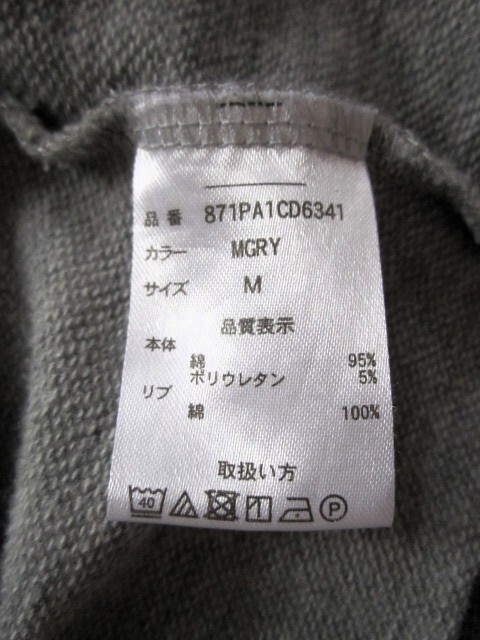 品番 871PA1CD6341
カラー MGRY
サイズ M
品質表示
本体
綿 95%
ポリウレタン 5%
リブ
綿 100%
取扱い方
40 P